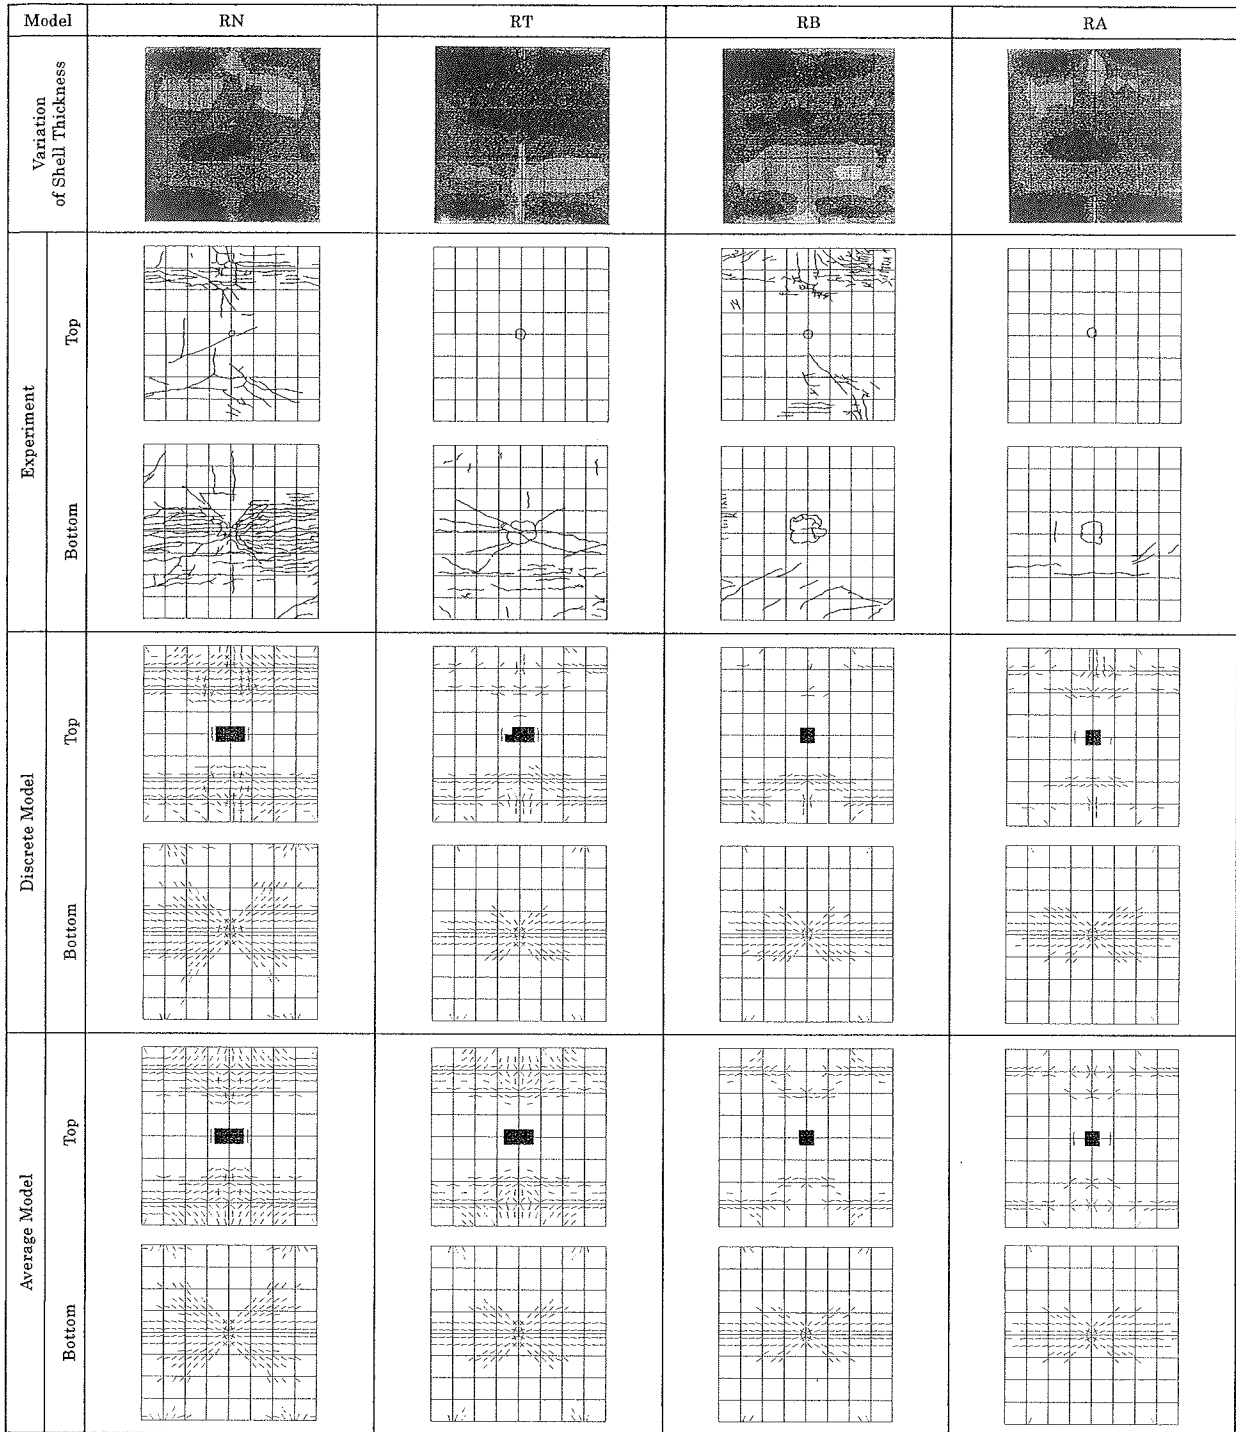 Model RN RT RB RA
Variation
of Shell Thickness
Experiment
Top
Bottom
Discrete Model
Top
Bottom
Average Model
Top
Bottom